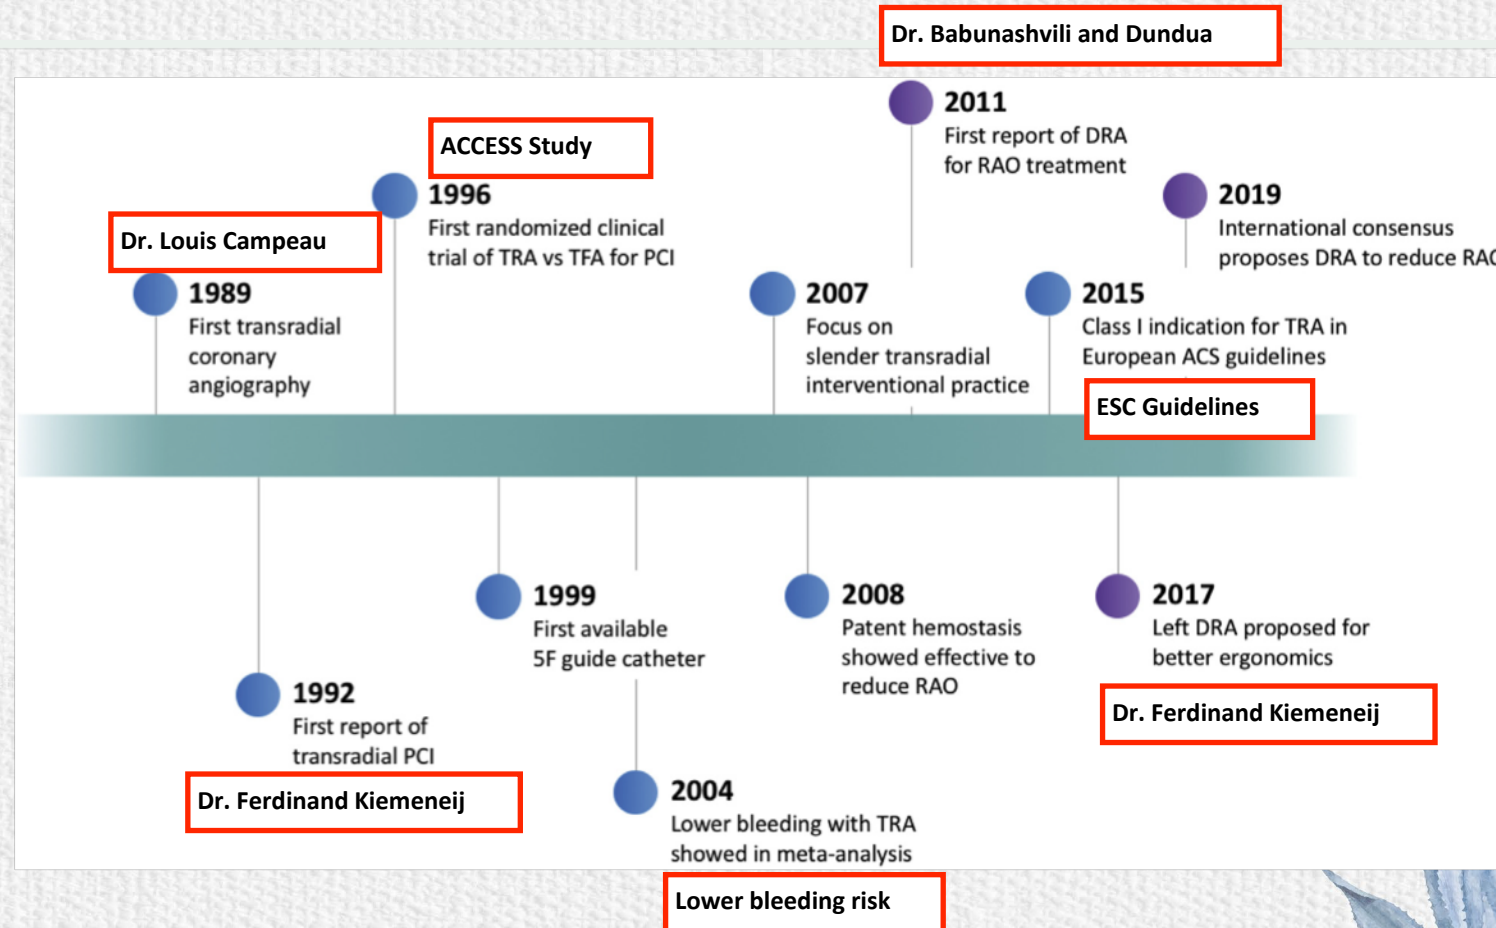 Dr. Babunashvili and Dundua
2011
First report of DRA
for RAO treatment
ACCESS Study
1996
First randomized clinical
trial of TRA vs TFA for PCI
2019
International consensus
proposes DRA to reduce RAO
Dr. Louis Campeau
1989
First transradial
coronary
angiography
2007
Focus on
slender transradial
interventional practice
2015
Class I indication for TRA in
European ACS guidelines
ESC Guidelines
1999
First available
5F guide catheter
2008
Patent hemostasis
showed effective to
reduce RAO
2017
Left DRA proposed for
better ergonomics
Dr. Ferdinand Kiemeneij
1992
First report of
transradial PCI
Dr. Ferdinand Kiemeneij
2004
Lower bleeding with TRA
showed in meta-analysis
Lower bleeding risk